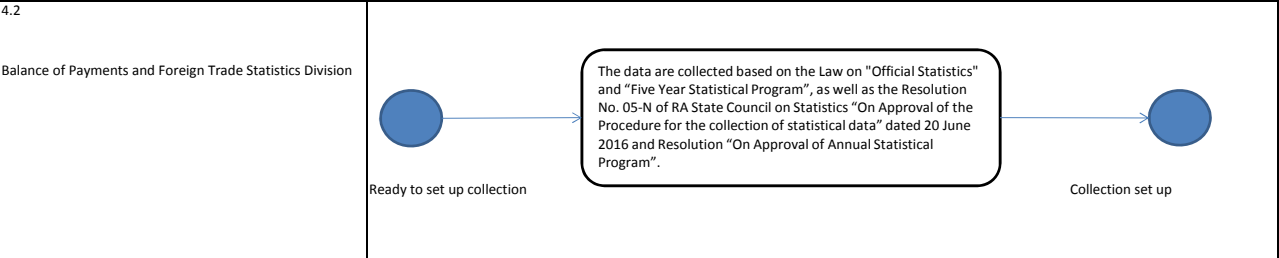 4.2
Balance of Payments and Foreign Trade Statistics Division
The data are collected based on the Law on "Official Statistics"
and “Five Year Statistical Program”, as well as the Resolution
No. 05-N of RA State Council on Statistics “On Approval of the
Procedure for the collection of statistical data” dated 20 June
2016 and Resolution “On Approval of Annual Statistical
Program”.
Ready to set up collection
Collection set up